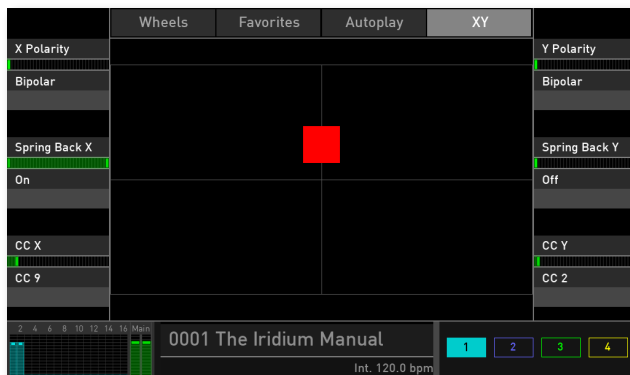 Wheels Favorites Autoplay XY
X Polarity
Bipolar
Spring Back X
On
CC X
CC 9
Y Polarity
Bipolar
Spring Back Y
Off
CC Y
CC 2
2 4 6 8 10 12 14 16 Main
0001 The Iridium Manual
Int. 120.0 bpm
1 2 3 4